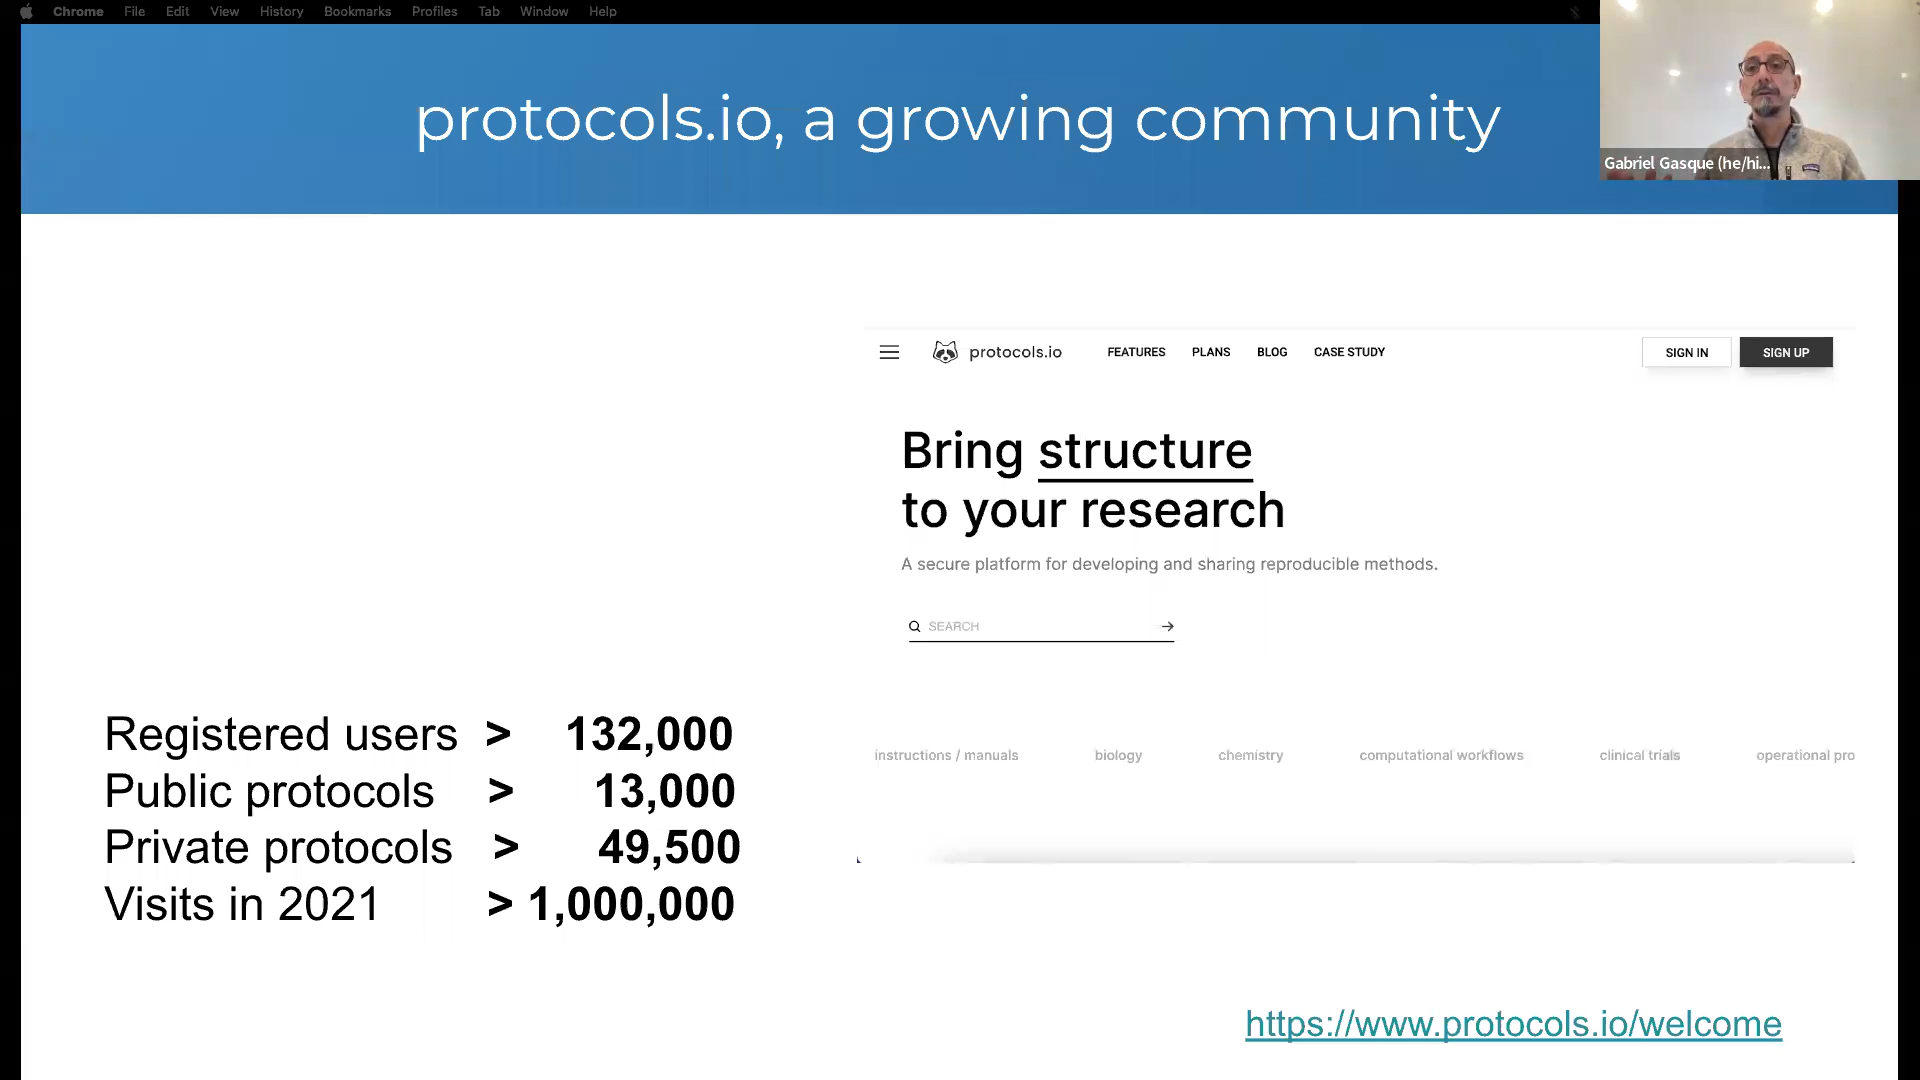 Chrome File Edit View History Bookmarks Profiles Tab Window Help
protocols.io, a growing community
Gabriel Gasque (he/hi...
protocols.io FEATURES PLANS BLOG CASE STUDY SIGN IN SIGN UP
Bring structure
to your research
A secure platform for developing and sharing reproducible methods.
SEARCH
instructions / manuals biology chemistry computational workflows clinical trials operational pro
Registered users > 132,000
Public protocols > 13,000
Private protocols > 49,500
Visits in 2021 > 1,000,000
https://www.protocols.io/welcome